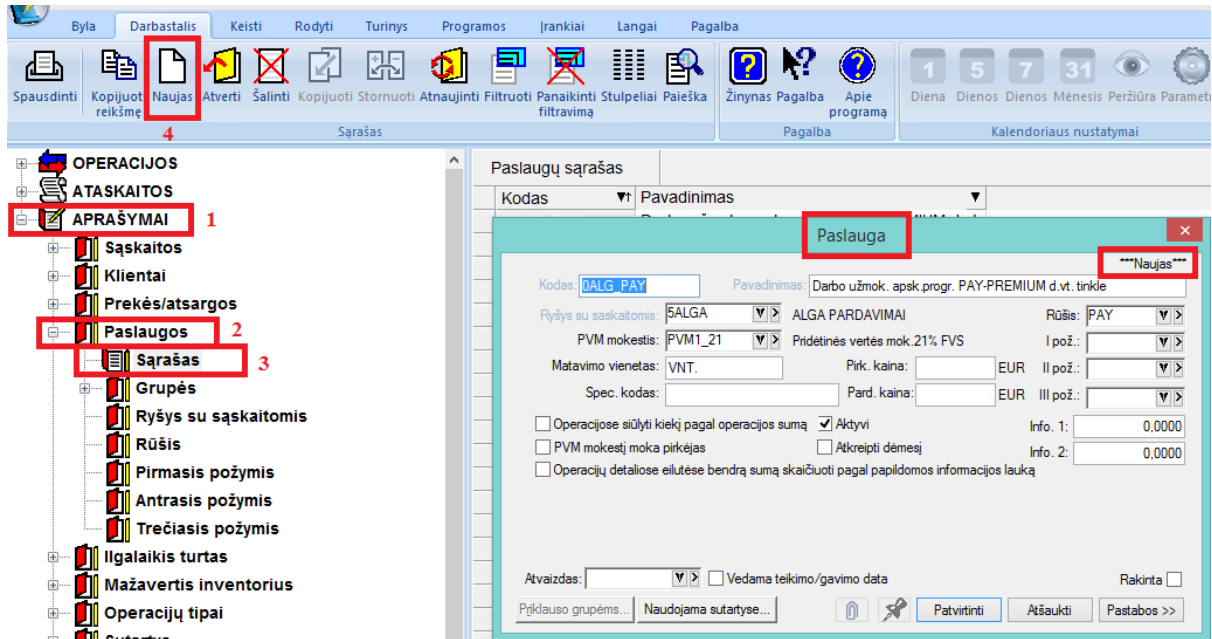 Byla Darbastalis Keisti Rodyti Turinys Programos Įrankiai Langai Pagalba
Spausdinti Kopijuoti reikšmę Naujas Atverti Šalinti Kopijuoti Stornuoti Atnaujinti Filtruoti Panaikinti filtravimą Stulpeliai Paieška Žinynas Pagalba Apie programą 1 Diena 5 Dienos 7 Dienos 31 Mėnesis Peržiūra Parametr
4 Sąrašas Pagalba Kalendoriaus nustatymai
OPERACIJOS
ATASKAITOS
APRAŠYMAI 1
Sąskaitos
Klientai
Prekės/atsargos
Paslaugos 2
Sąrašas 3
Grupės
Ryšys su sąskaitomis
Rūšis
Pirmasis požymis
Antrasis požymis
Trečiasis požymis
Ilgalaikis turtas
Mažavertis inventorius
Operacijų tipai
Sutartys
Paslaugų sąrašas
Kodas Pavadinimas
Paslauga
***Naujas***
Kodas: 0ALG_PAY Pavadinimas: Darbo užmok. apsk.progr. PAY-PREMIUM d.vt. tinkle
Ryšys su sąskaitomis: 5ALGA ALGA PARDAVIMAI Rūšis: PAY
PVM mokestis: PVM1_21 Pridėtinės vertės mok.21% FVS I pož.:
Matavimo vienetas: VNT. Pirk. kaina: EUR II pož.:
Spec. kodas: Pard. kaina: EUR III pož.:
Operacijose siūlyti kiekį pagal operacijos sumą Aktyvi Info. 1: 0,0000
PVM mokestį moka pirkėjas Atkreipti dėmesį Info. 2: 0,0000
Operacijų detaliose eilutėse bendrą sumą skaičiuoti pagal papildomos informacijos lauką
Atvaizdas: Vedama teikimo/gavimo data Rakinta
Priklauso grupėms... Naudojama sutartyse... Patvirtinti Atšaukti Pastabos >>